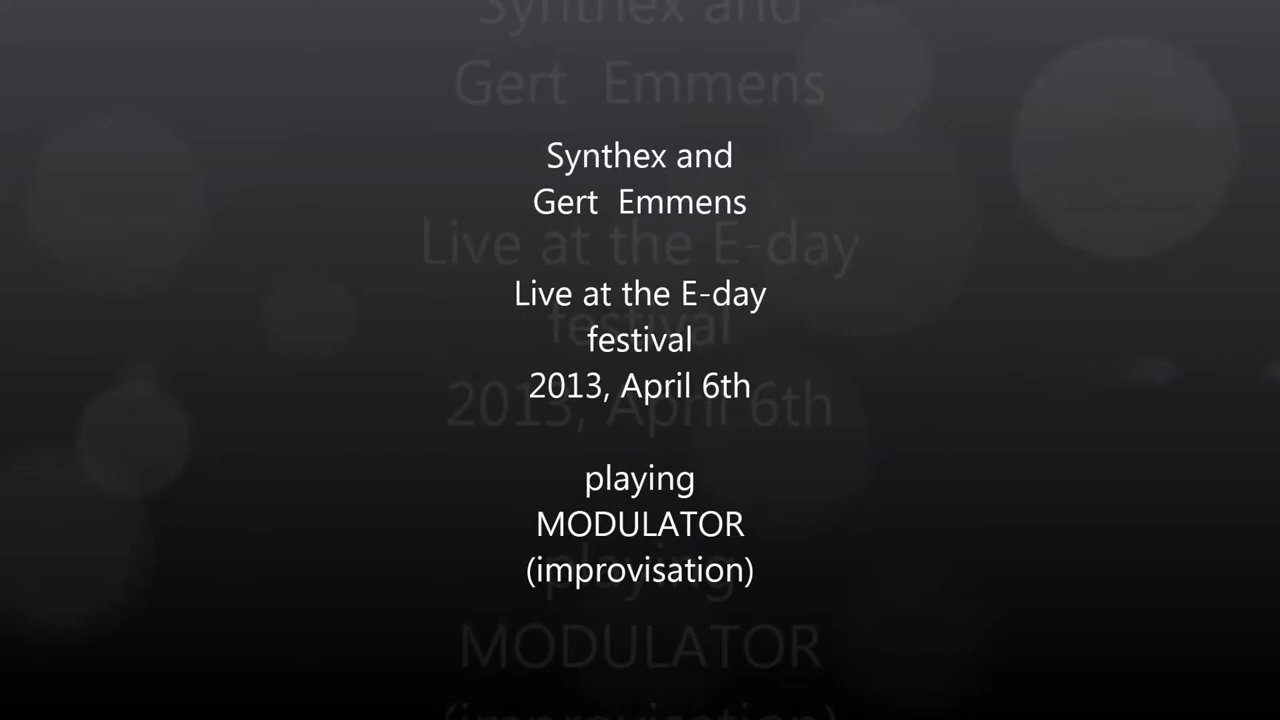 Synthex and
Gert  Emmens
Live at the E-day
festival
2013, April 6th
playing
MODULATOR
(improvisation)